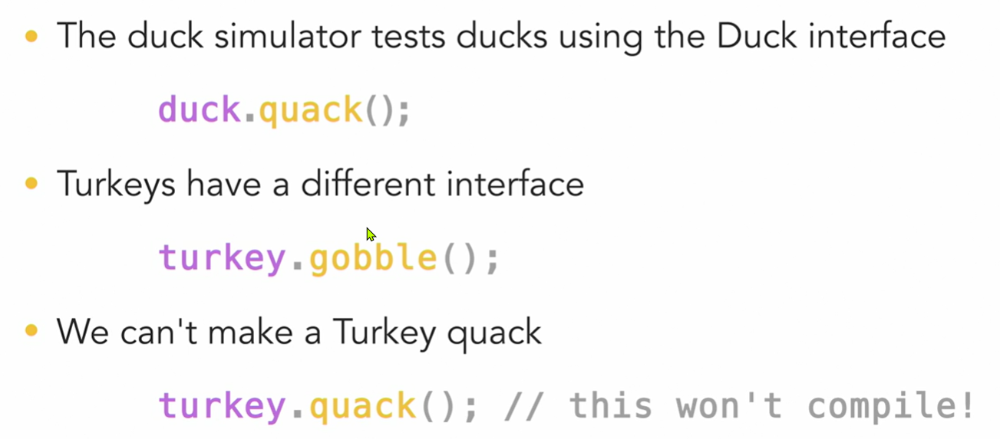 • The duck simulator tests ducks using the Duck interface
duck.quack();
• Turkeys have a different interface
turkey.gobble();
• We can't make a Turkey quack
turkey.quack(); // this won't compile!